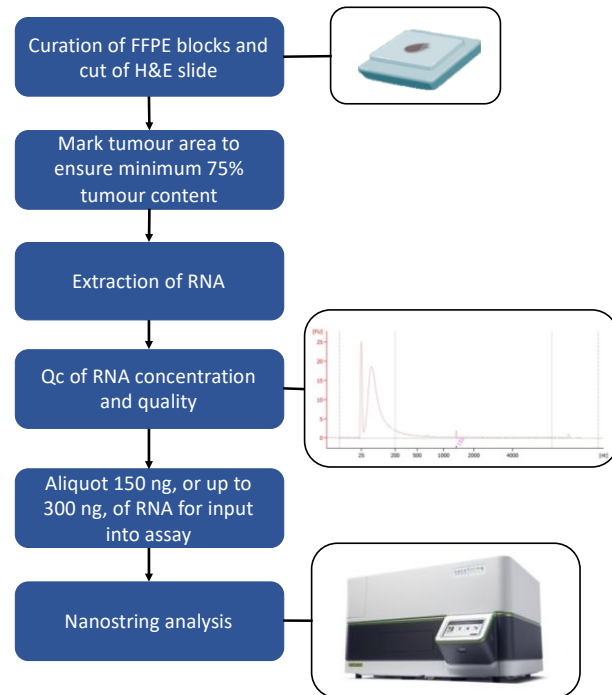 Curation of FFPE blocks and
cut of H&E slide
Mark tumour area to
ensure minimum 75%
tumour content
Extraction of RNA
Qc of RNA concentration
and quality
[FU]
25
20
15
10
5
0
25
200
500
1000
2000
4000
[nt]
Aliquot 150 ng, or up to
300 ng, of RNA for input
into assay
Nanostring analysis
nanoString